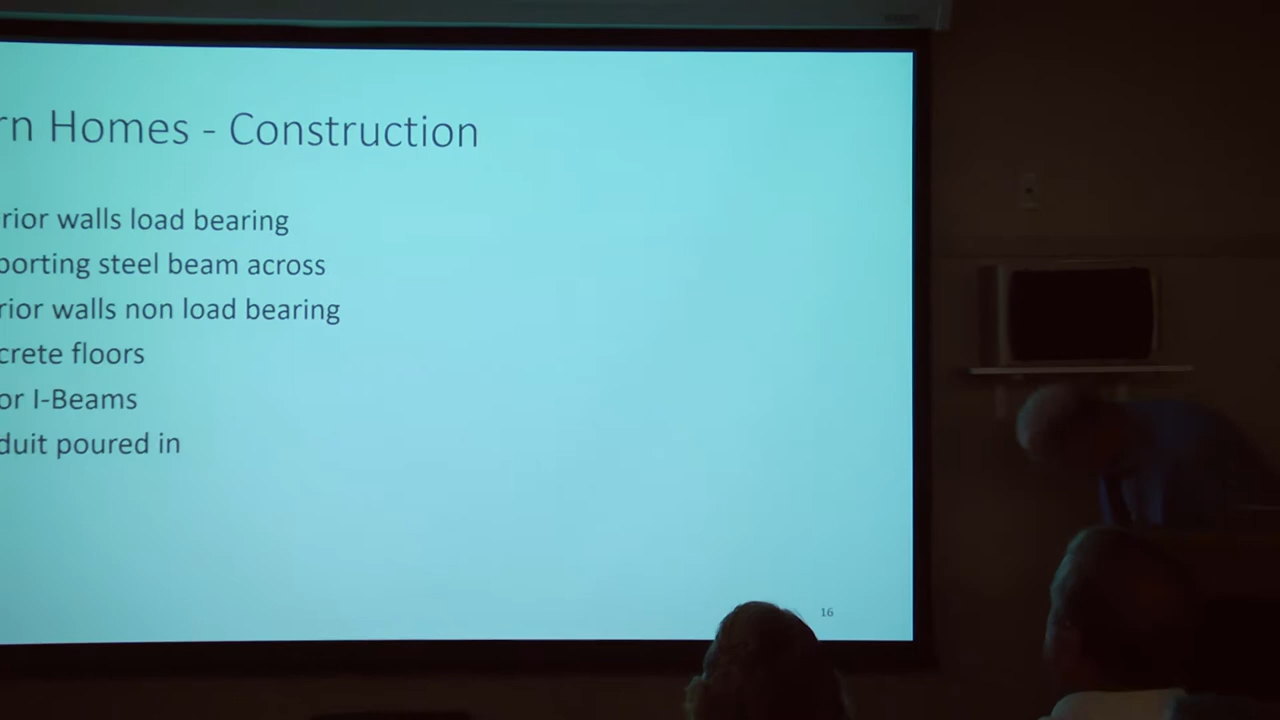 rn Homes - Construction
rior walls load bearing
porting steel beam across
rior walls non load bearing
crete floors
or I-Beams
duit poured in
16